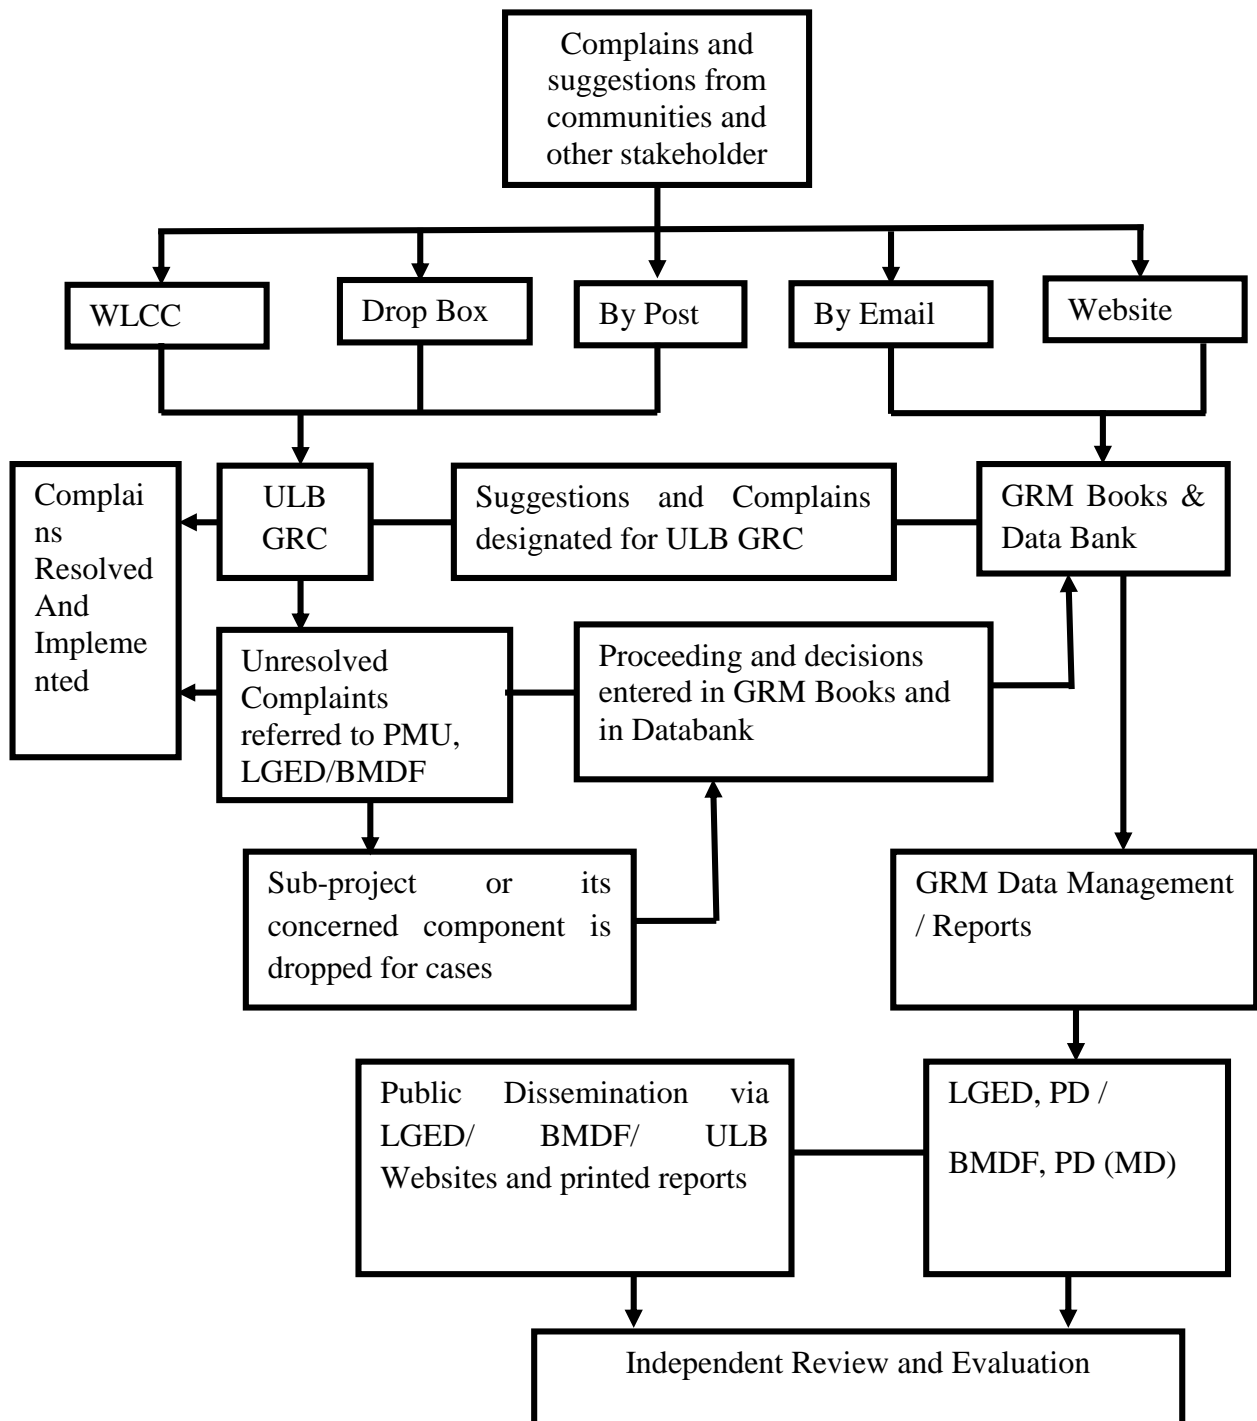 Complains and
suggestions from
communities and
other stakeholder
WLCC
Drop Box
By Post
By Email
Website
Complai
ns
Resolved
And
Impleme
nted
ULB
GRC
Suggestions and Complains
designated for ULB GRC
GRM Books &
Data Bank
Unresolved
Complaints
referred to PMU,
LGED/BMDF
Proceeding and decisions
entered in GRM Books and
in Databank
Sub-project or its
concerned component is
dropped for cases
GRM Data Management
/ Reports
Public Dissemination via
LGED/ BMDF/ ULB
Websites and printed reports
LGED, PD /
BMDF, PD (MD)
Independent Review and Evaluation